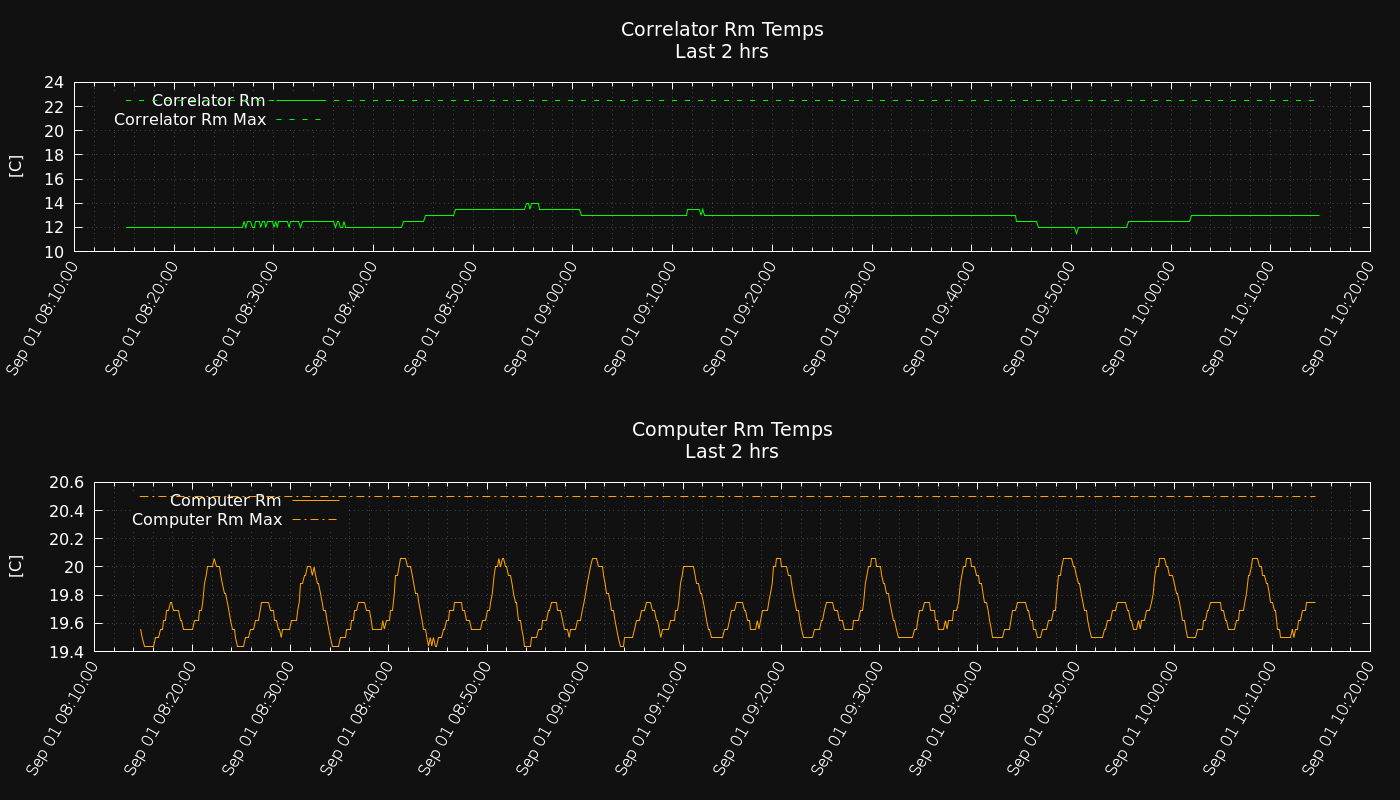 Correlator Rm Temps
Last 2 hrs
24
22
20
18
16
14
12
10
[C]
Correlator Rm
Correlator Rm Max
Sep 01 08:10:00
Sep 01 08:20:00
Sep 01 08:30:00
Sep 01 08:40:00
Sep 01 08:50:00
Sep 01 09:00:00
Sep 01 09:10:00
Sep 01 09:20:00
Sep 01 09:30:00
Sep 01 09:40:00
Sep 01 09:50:00
Sep 01 10:00:00
Sep 01 10:10:00
Sep 01 10:20:00
Computer Rm Temps
Last 2 hrs
20.6
20.4
20.2
20
19.8
19.6
19.4
[C]
Computer Rm
Computer Rm Max
Sep 01 08:10:00
Sep 01 08:20:00
Sep 01 08:30:00
Sep 01 08:40:00
Sep 01 08:50:00
Sep 01 09:00:00
Sep 01 09:10:00
Sep 01 09:20:00
Sep 01 09:30:00
Sep 01 09:40:00
Sep 01 09:50:00
Sep 01 10:00:00
Sep 01 10:10:00
Sep 01 10:20:00